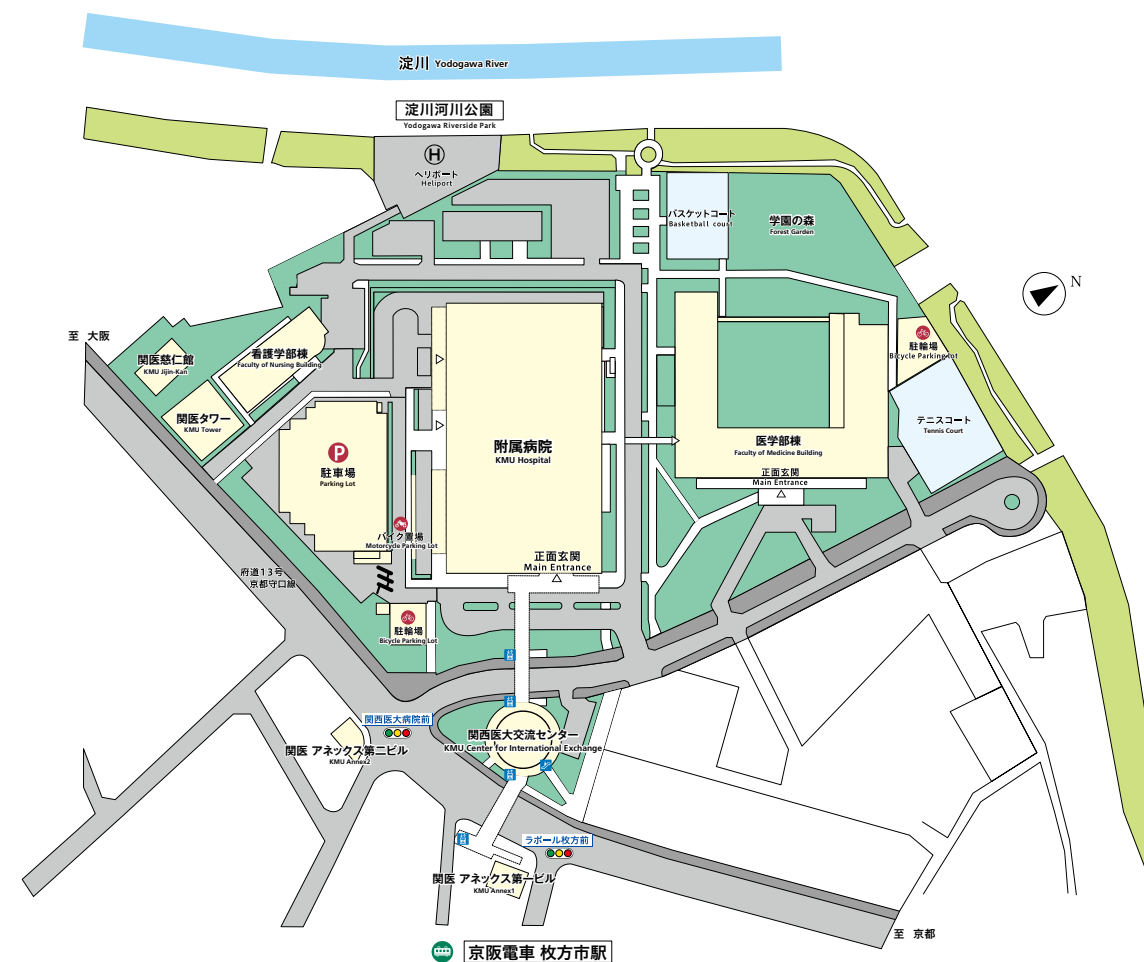 淀川 Yodogawa River
淀川河川公園
Yodogawa Riverside Park
H
ヘリポート
Heliport
バスケットコート
Basketball court
学園の森
Forest Garden
N
至 大阪
関医慈仁館
KMU Jijin-Kan
看護学部棟
Faculty of Nursing Building
関医タワー
KMU Tower
駐輪場
Bicycle Parking Lot
テニスコート
Tennis Court
P
駐車場
Parking Lot
附属病院
KMU Hospital
医学部棟
Faculty of Medicine Building
正面玄関
Main Entrance
バイク置場
Motorcycle Parking Lot
正面玄関
Main Entrance
府道13号
京都守口線
駐輪場
Bicycle Parking Lot
関西医大病院前
関西医大交流センター
KMU Center for International Exchange
関医 アネックス第二ビル
KMU Annex2
ラポール枚方前
関医 アネックス第一ビル
KMU Annex1
至 京都
京阪電車 枚方市駅